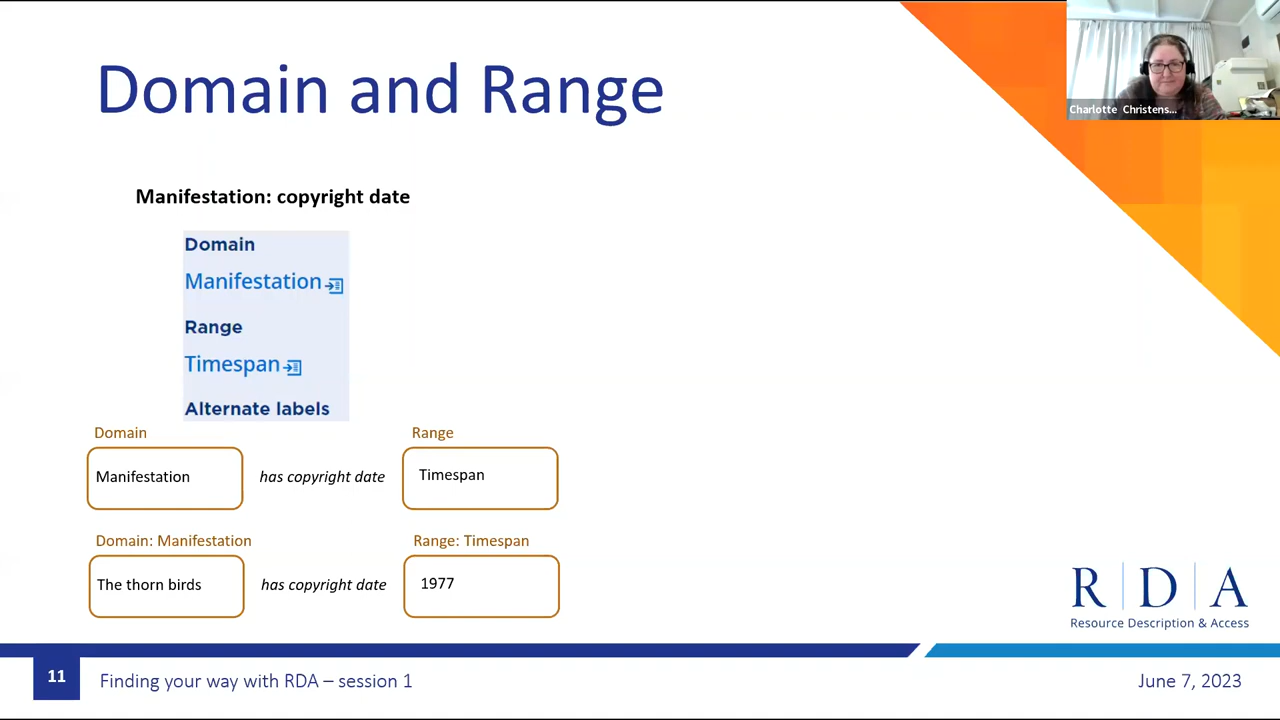 Domain and Range
Charlotte Christens...
Manifestation: copyright date
Domain
Manifestation
Range
Timespan
Alternate labels
Domain
Range
Manifestation
has copyright date
Timespan
Domain: Manifestation
Range: Timespan
The thorn birds
has copyright date
1977
R D A
Resource Description & Access
11
Finding your way with RDA – session 1
June 7, 2023